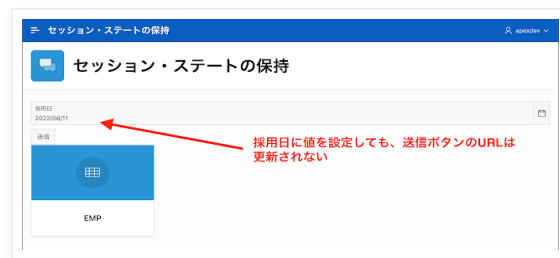 セッション・ステートの保持
apexdev
セッション・ステートの保持
採用日
2022/08/11
採用日に値を設定しても、送信ボタンのURLは
更新されない
送信
EMP